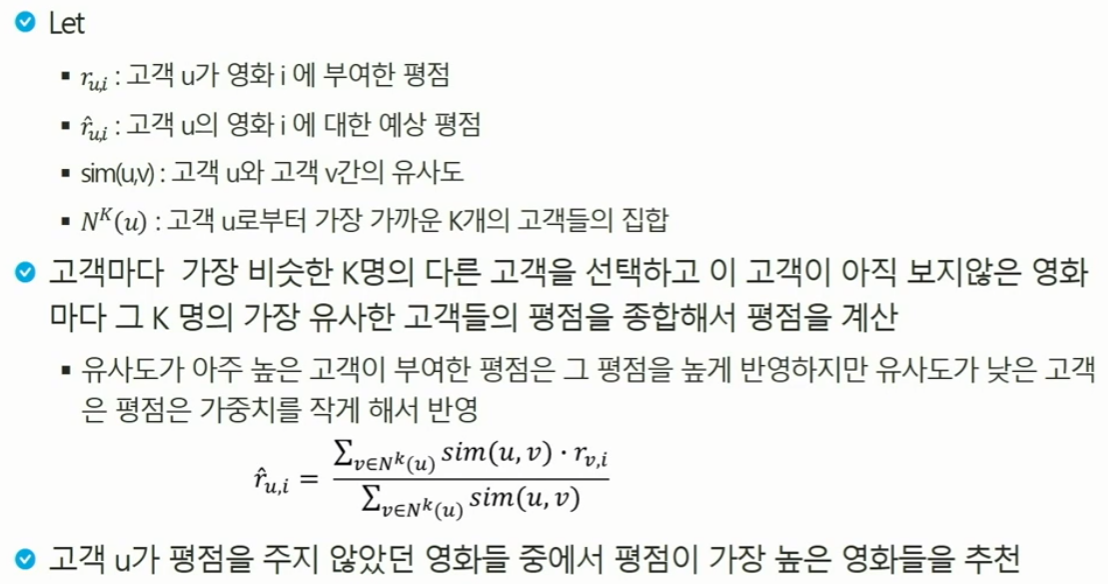 Let
▪ r_{u,i} : 고객 u가 영화 i 에 부여한 평점
▪ r̂_{u,i} : 고객 u의 영화 i 에 대한 예상 평점
▪ sim(u,v) : 고객 u와 고객 v간의 유사도
▪ N^K(u) : 고객 u로부터 가장 가까운 K개의 고객들의 집합
고객마다 가장 비슷한 K명의 다른 고객을 선택하고 이 고객이 아직 보지않은 영화
마다 그 K 명의 가장 유사한 고객들의 평점을 종합해서 평점을 계산
▪ 유사도가 아주 높은 고객이 부여한 평점은 그 평점을 높게 반영하지만 유사도가 낮은 고객
은 평점은 가중치를 작게 해서 반영
r̂_{u,i} = \frac{∑_{v∈N^k(u)} sim(u, v) · r_{v,i}}{∑_{v∈N^k(u)} sim(u, v)}
고객 u가 평점을 주지 않았던 영화들 중에서 평점이 가장 높은 영화들을 추천